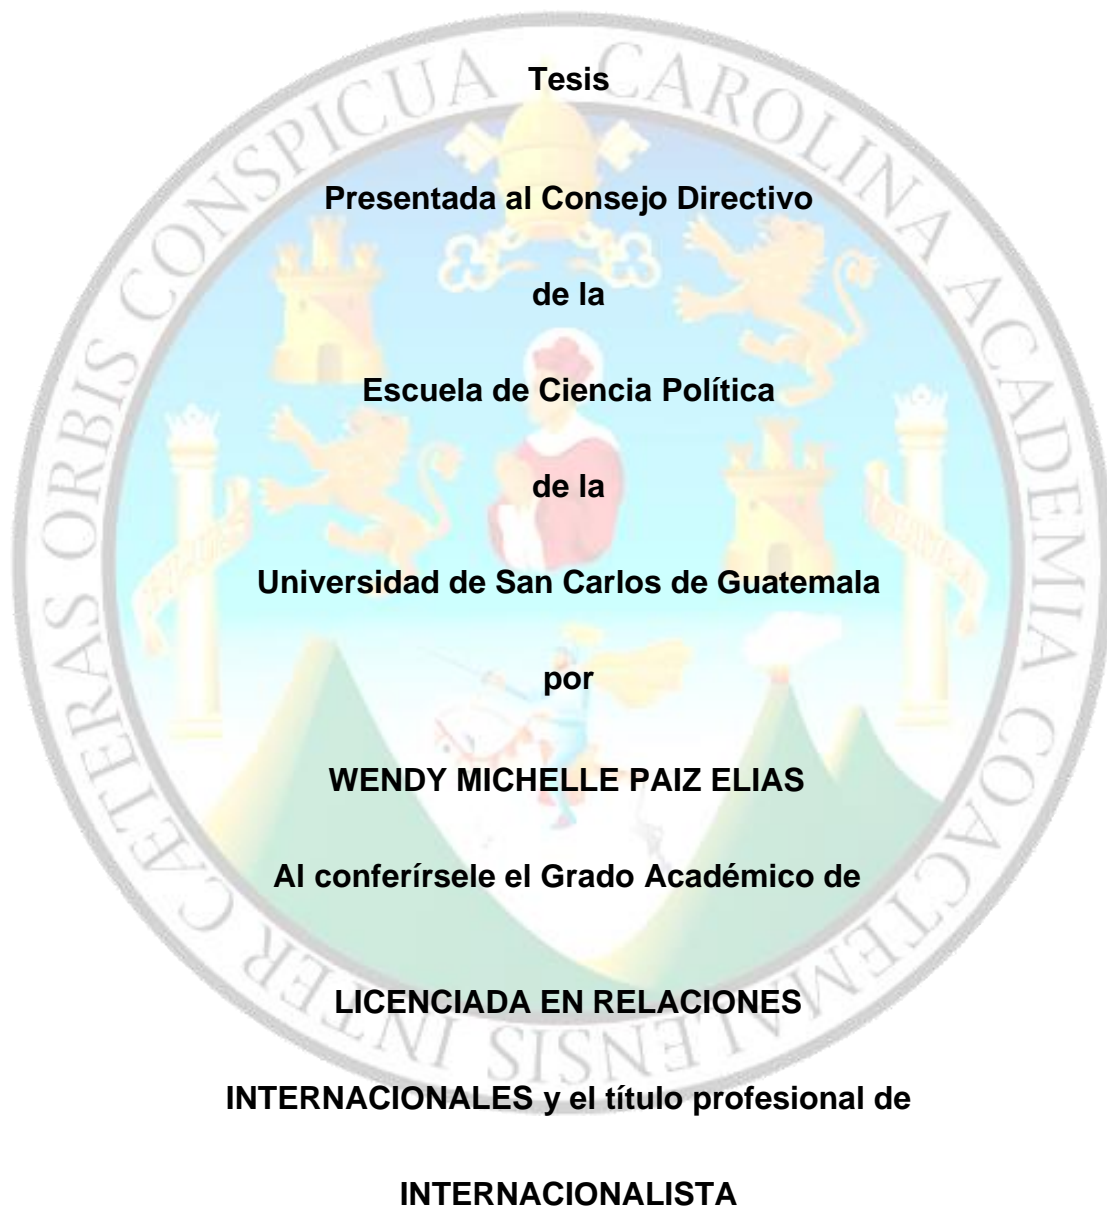 Tesis
Presentada al Consejo Directivo
de la
Escuela de Ciencia Política
de la
Universidad de San Carlos de Guatemala
por
WENDY MICHELLE PAIZ ELIAS
Al conferírsele el Grado Académico de
LICENCIADA EN RELACIONES
INTERNACIONALES y el título profesional de
INTERNACIONALISTA
CAROLINA ACADEMIA COACTEMALENSIS INTER CÆTERAS ORBIS CONSPICUA